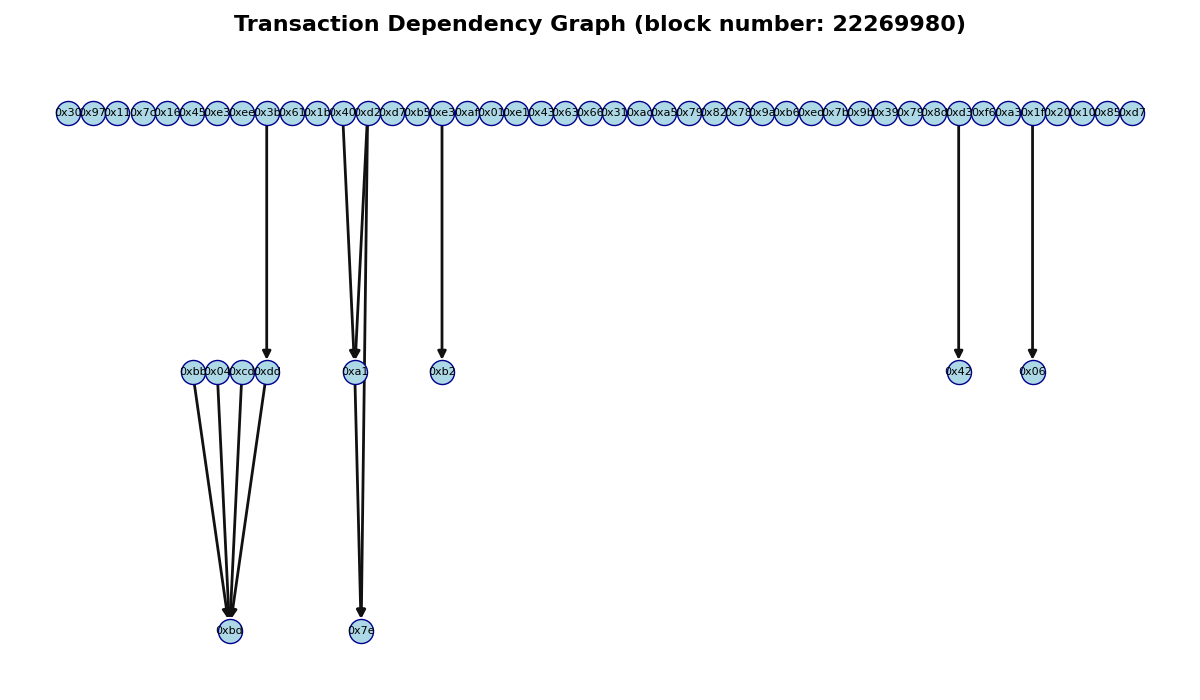 Transaction Dependency Graph (block number: 22269980)
0x30 0x97 0x11 0x7c 0x16 0x45 0xe3 0xee 0x3b 0x61 0x1b 0x40 0xd2 0xd7 0xb5 0xe3 0xaf 0x01 0xe1 0x43 0x63 0x66 0x31 0xac 0xa5 0x79 0x82 0x78 0x9a 0xb6 0xed 0x7b 0x9b 0x39 0x79 0x8d 0xd3 0xf6 0xa3 0x1f 0x20 0x10 0x85 0xd7
0xbb 0x04 0xcd 0xdd 0xa1 0xb2 0x42 0x06
0xbd 0x7e